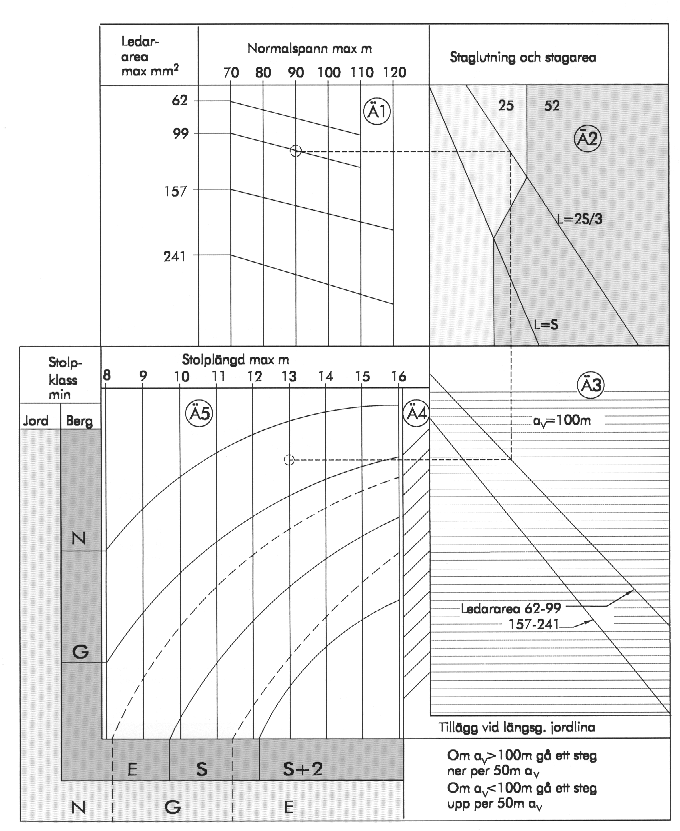 Ledar-
area
max mm²
Normalspann max m
70 80 90 100 110 120
Staglutning och stagarea
62
99
157
241
Ä1
25 52
Ä2
L=2S/3
L=S
Stolp-
klass
min
Stolplängd max m
8 9 10 11 12 13 14 15 16
Jord Berg
Ä5
Ä4
Ä3
aᵥ=100m
N
G
Ledararea 62-99
157-241
Tillägg vid längsg. jordlina
E S S+2
N G E
Om aᵥ>100m gå ett steg
ner per 50m aᵥ
Om aᵥ<100m gå ett steg
upp per 50m aᵥ